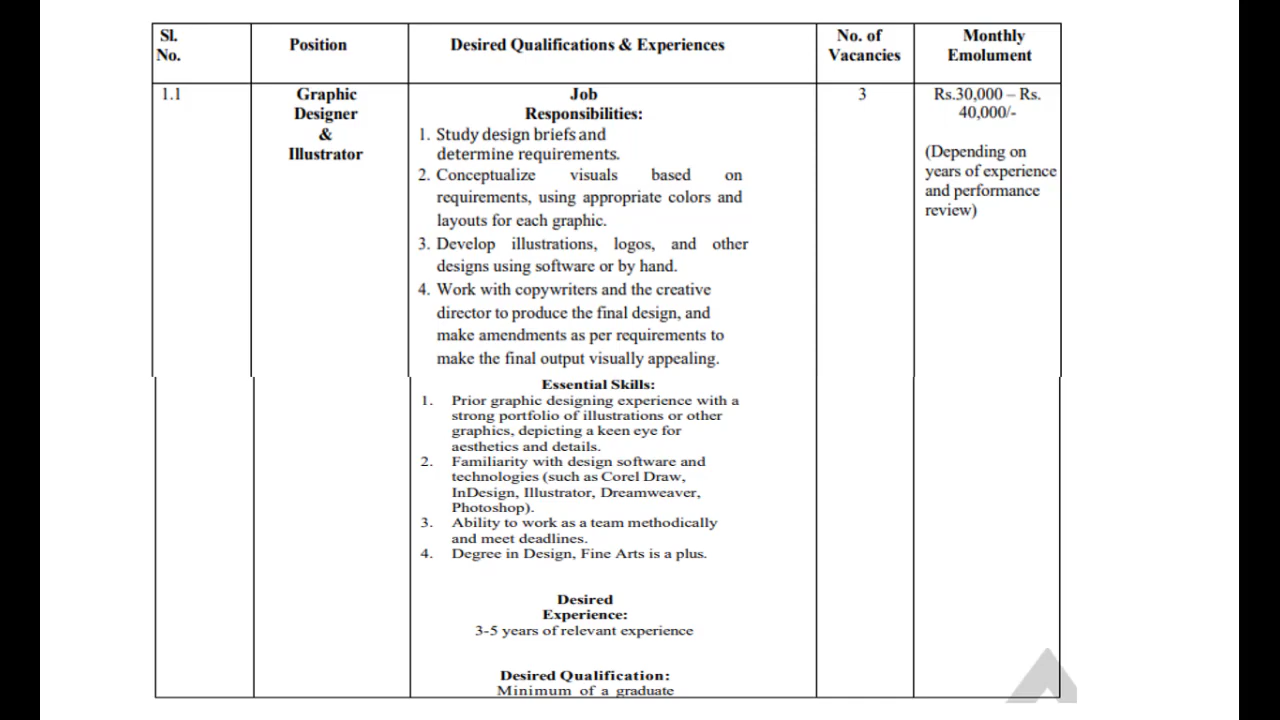 Sl.
No.
Position
Desired Qualifications & Experiences
No. of
Vacancies
Monthly
Emolument
1.1
Graphic
Designer
&
Illustrator
Job
Responsibilities:
1. Study design briefs and
determine requirements.
2. Conceptualize visuals based on
requirements, using appropriate colors and
layouts for each graphic.
3. Develop illustrations, logos, and other
designs using software or by hand.
4. Work with copywriters and the creative
director to produce the final design, and
make amendments as per requirements to
make the final output visually appealing.
Essential Skills:
1. Prior graphic designing experience with a
strong portfolio of illustrations or other
graphics, depicting a keen eye for
aesthetics and details.
2. Familiarity with design software and
technologies (such as Corel Draw,
InDesign, Illustrator, Dreamweaver,
Photoshop).
3. Ability to work as a team methodically
and meet deadlines.
4. Degree in Design, Fine Arts is a plus.
Desired
Experience:
3-5 years of relevant experience
Desired Qualification:
Minimum of a graduate
3
Rs.30,000 – Rs.
40,000/-
(Depending on
years of experience
and performance
review)